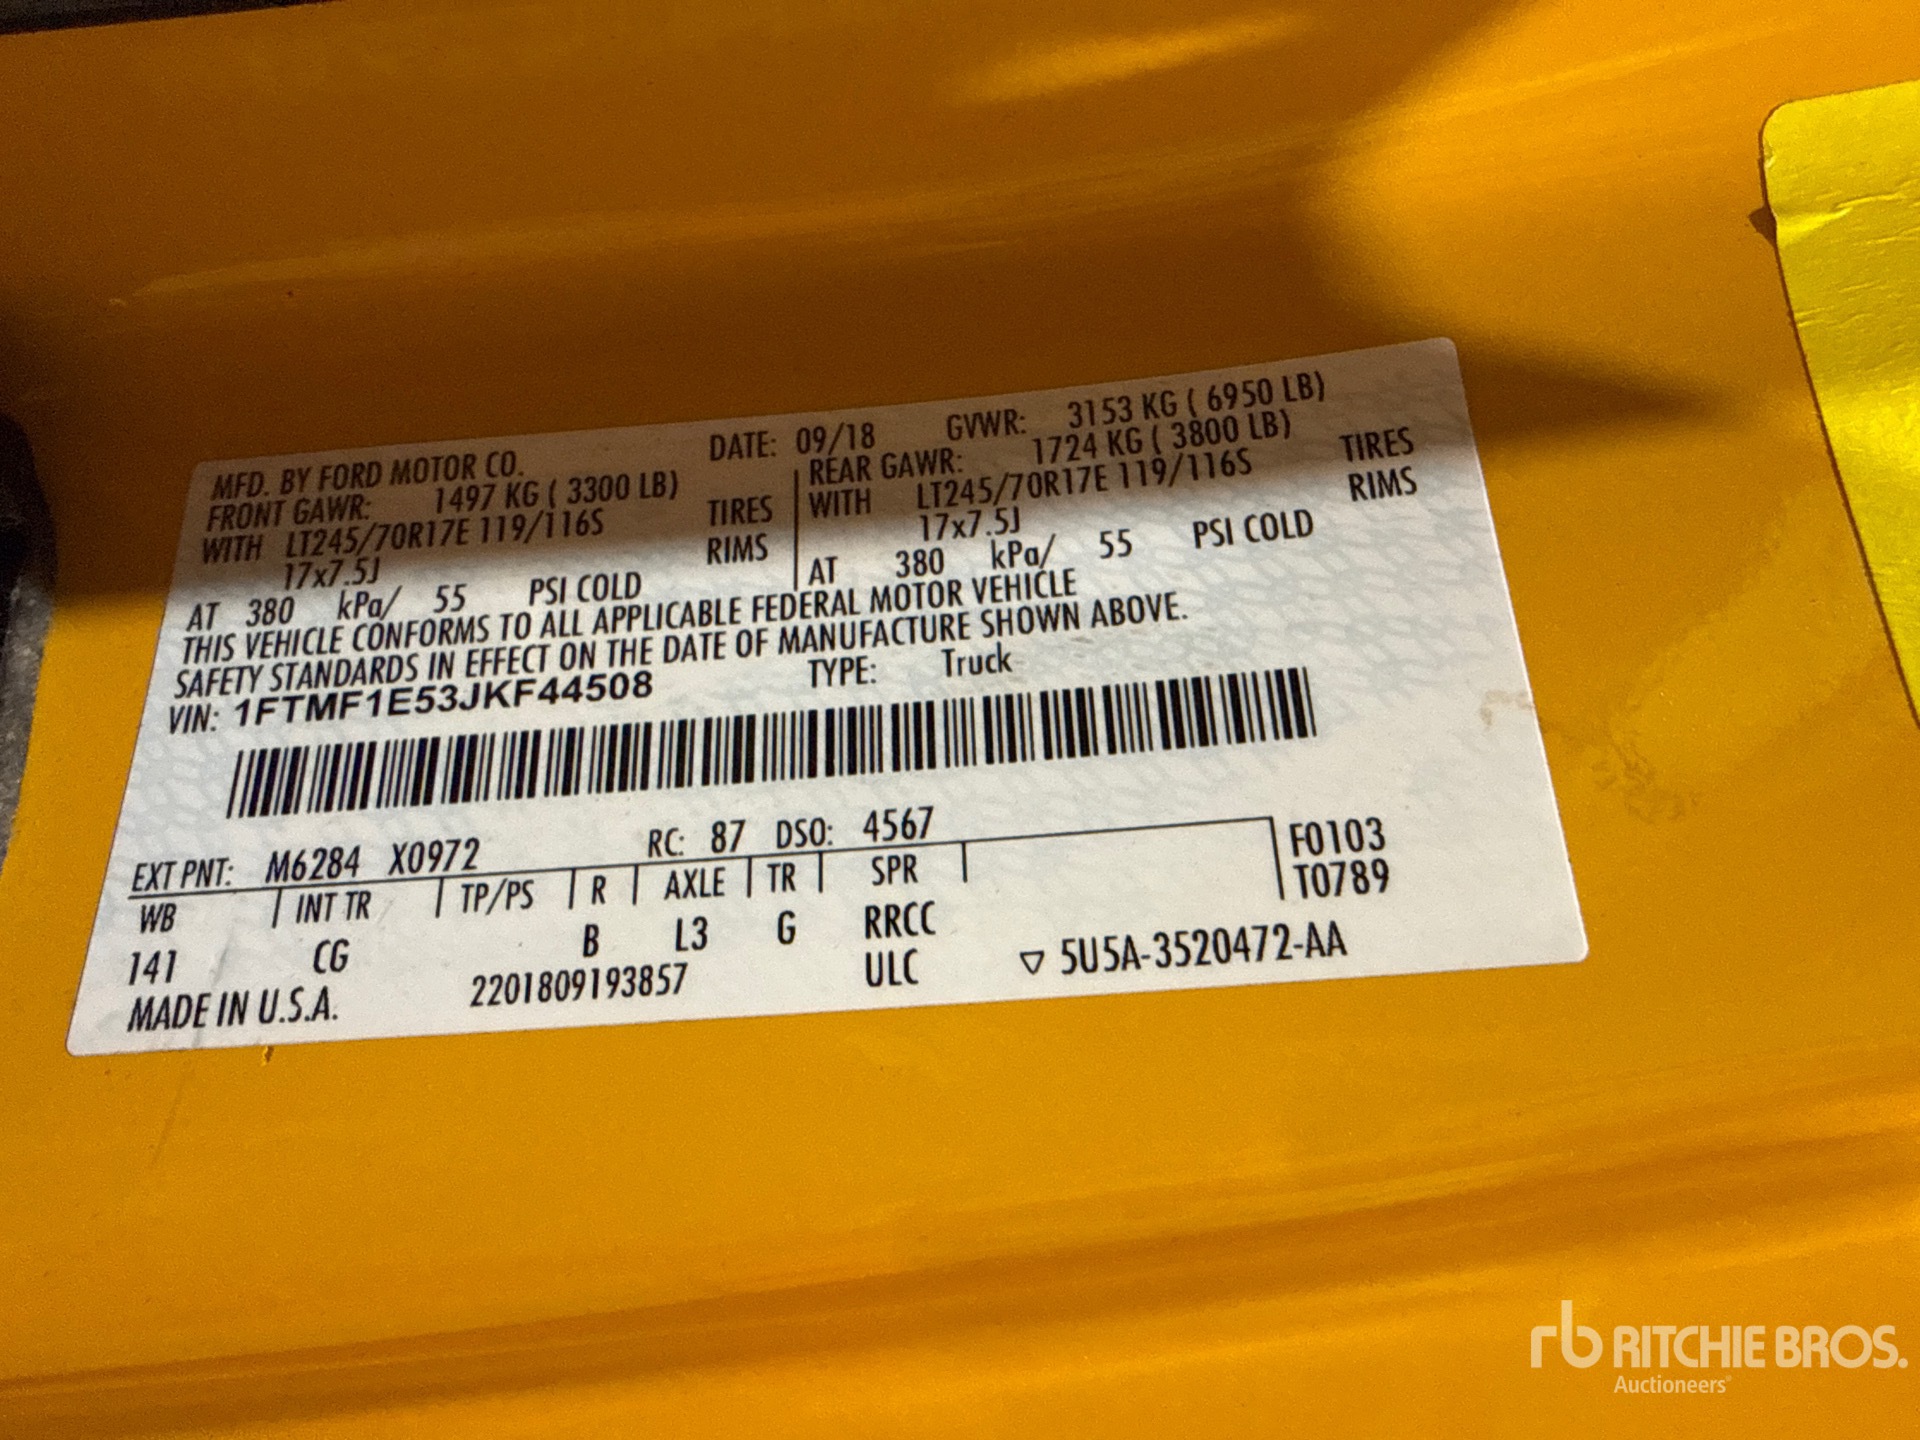 MFD. BY FORD MOTOR CO. DATE: 09/18 GVWR: 3153 KG ( 6950 LB)
FRONT GAWR: 1497 KG ( 3300 LB) REAR GAWR: 1724 KG ( 3800 LB)
WITH LT245/70R17E 119/116S TIRES WITH LT245/70R17E 119/116S TIRES
17x7.5J RIMS 17x7.5J RIMS
AT 380 kPa/ 55 PSI COLD AT 380 kPa/ 55 PSI COLD
THIS VEHICLE CONFORMS TO ALL APPLICABLE FEDERAL MOTOR VEHICLE
SAFETY STANDARDS IN EFFECT ON THE DATE OF MANUFACTURE SHOWN ABOVE.
VIN: 1FTMF1E53JKF44508 TYPE: Truck
EXT PNT: M6284 X0972 RC: 87 DSO: 4567 F0103
WB INT TR TP/PS R AXLE TR SPR T0789
141 CG B L3 G RRCC
MADE IN U.S.A. 2201809193857 ULC ▽ 5U5A-3520472-AA
rb RITCHIE BROS.
Auctioneers®